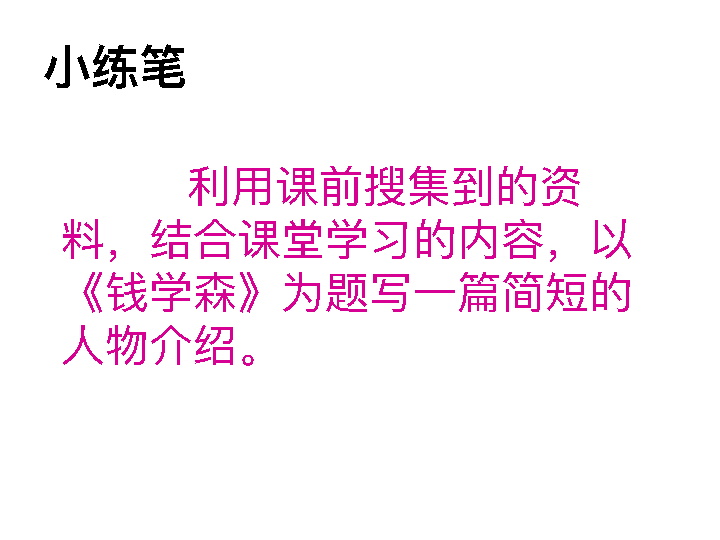 小练笔
利用课前搜集到的资
料，结合课堂学习的内容，以
《钱学森》为题写一篇简短的
人物介绍。